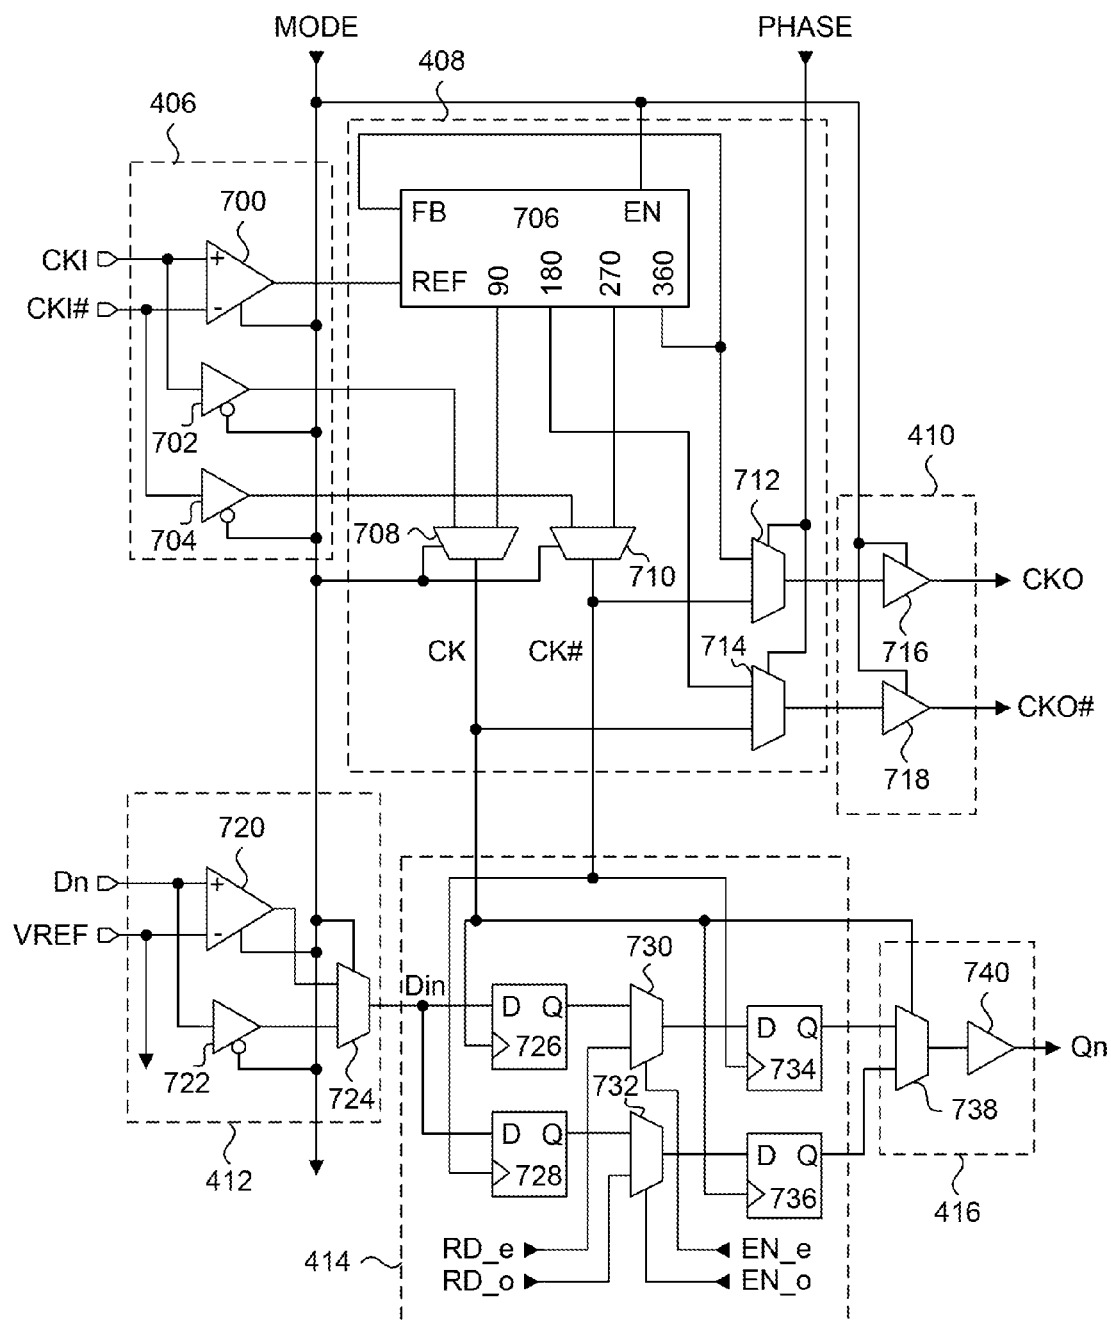 MODE
PHASE
408
406
700
FB
706
EN
CKI
+
REF
90
180
270
360
CKI#
-
702
410
712
704
708
710
CKO
CK
CK#
714
716
CKO#
718
720
Dn
+
VREF
-
730
740
Din
D Q
726
D Q
734
Qn
722
724
732
738
D Q
728
D Q
736
412
416
414
RD_e
EN_e
RD_o
EN_o